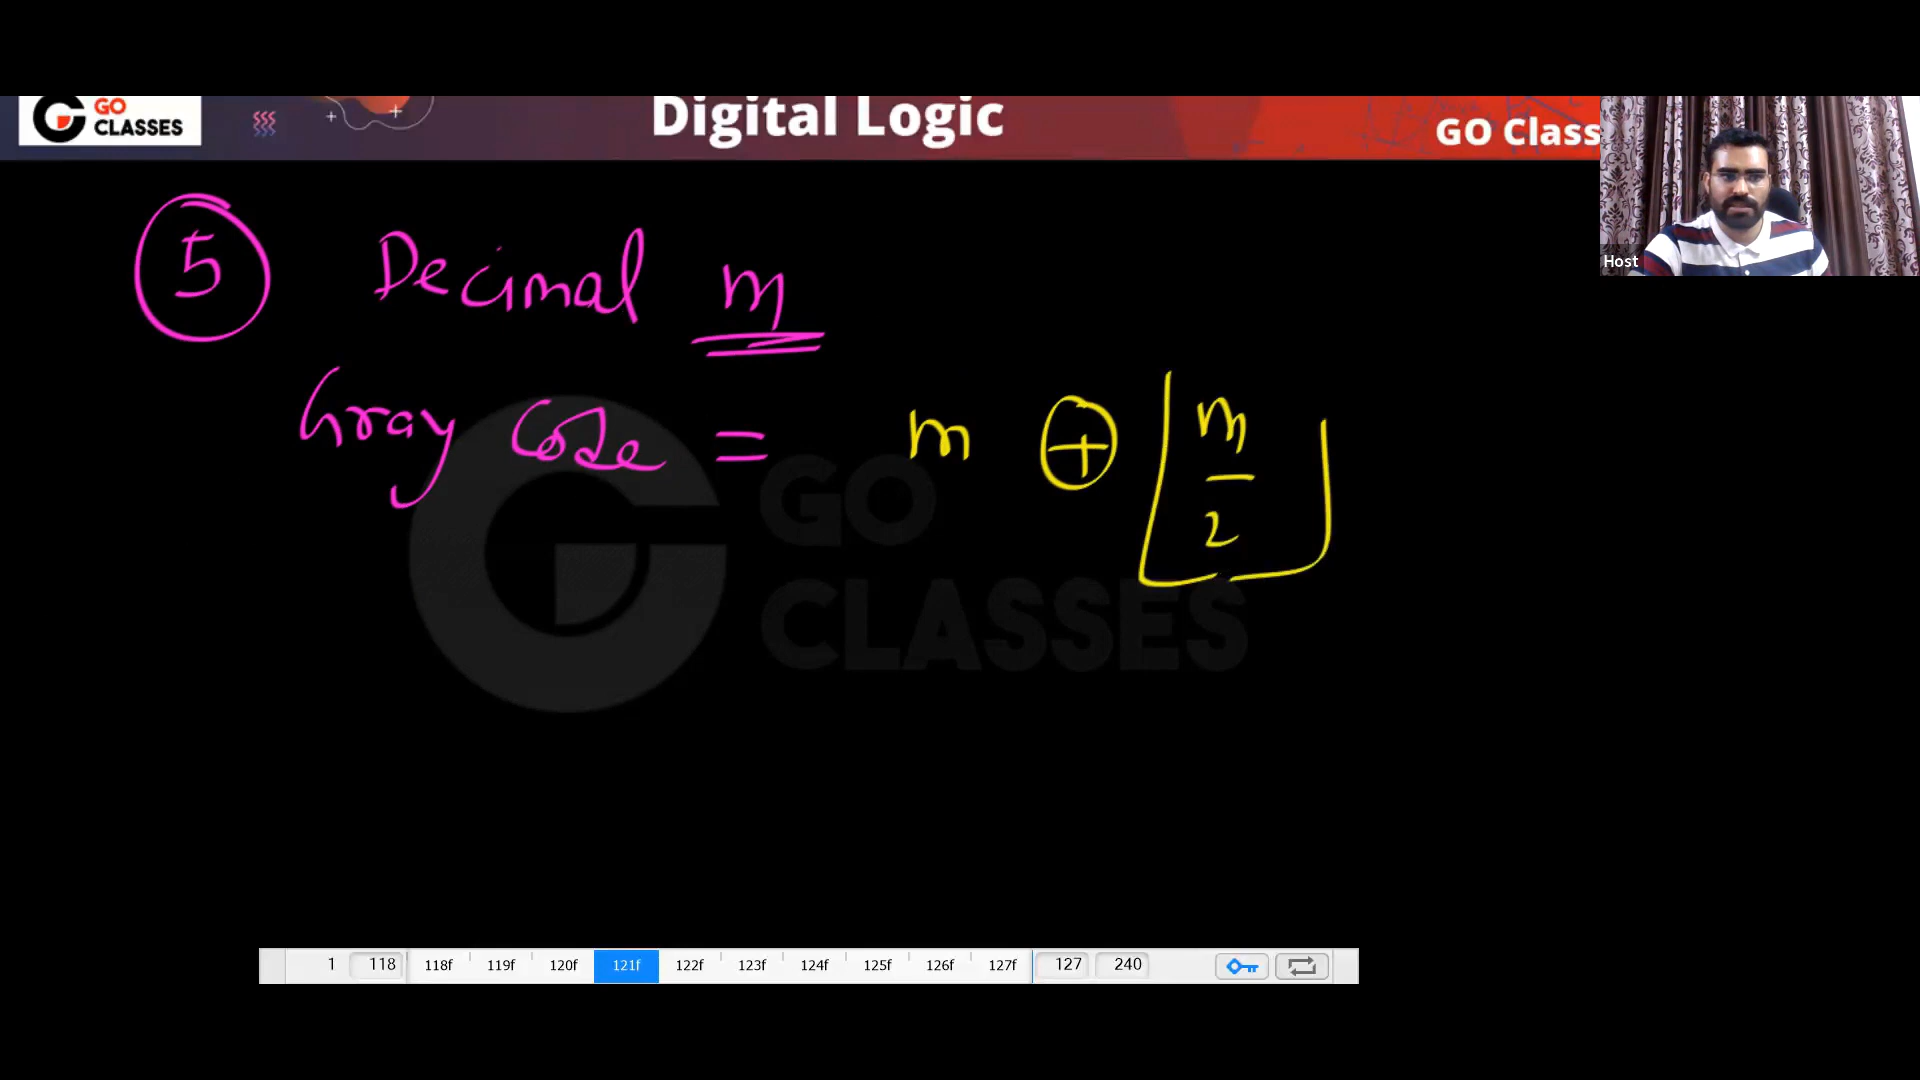 GO
CLASSES
Digital Logic
GO Class
Host
5 Decimal m
Gray Code = m ⊕ ⌊m/2⌋
GO
CLASSES
1 118 118f 119f 120f 121f 122f 123f 124f 125f 126f 127f 127 240